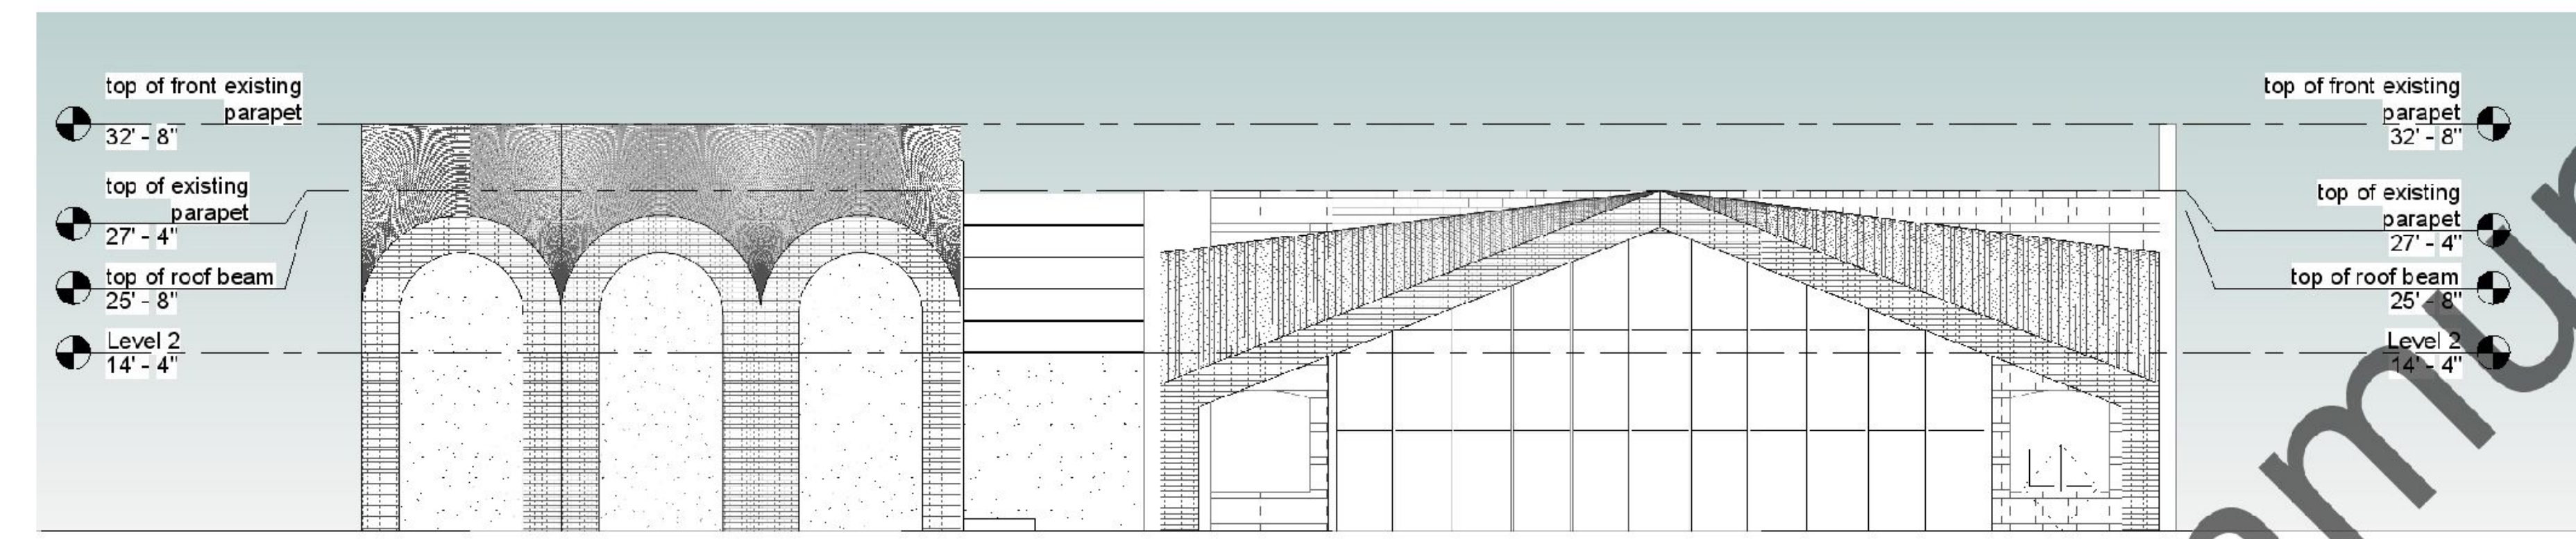 top of front existing
parapet
32' - 8"
top of existing
parapet
27' - 4"
top of roof beam
25' - 8"
Level 2
14' - 4"
top of front existing
parapet
32' - 8"
top of existing
parapet
27' - 4"
top of roof beam
25' - 8"
Level 2
14' - 4"